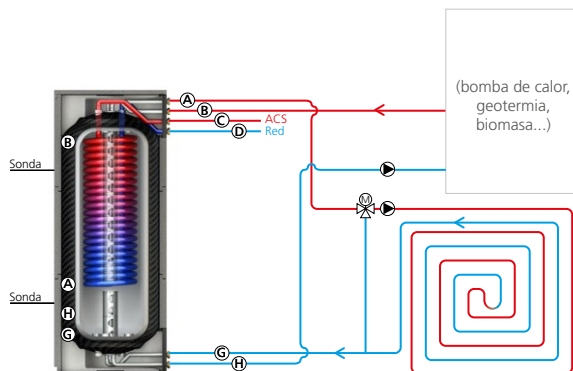 (bomba de calor,
geotermia,
biomasa...)
A
B
C
ACS
D
Red
B
Sonda
M
A
Sonda
H
G
G
H